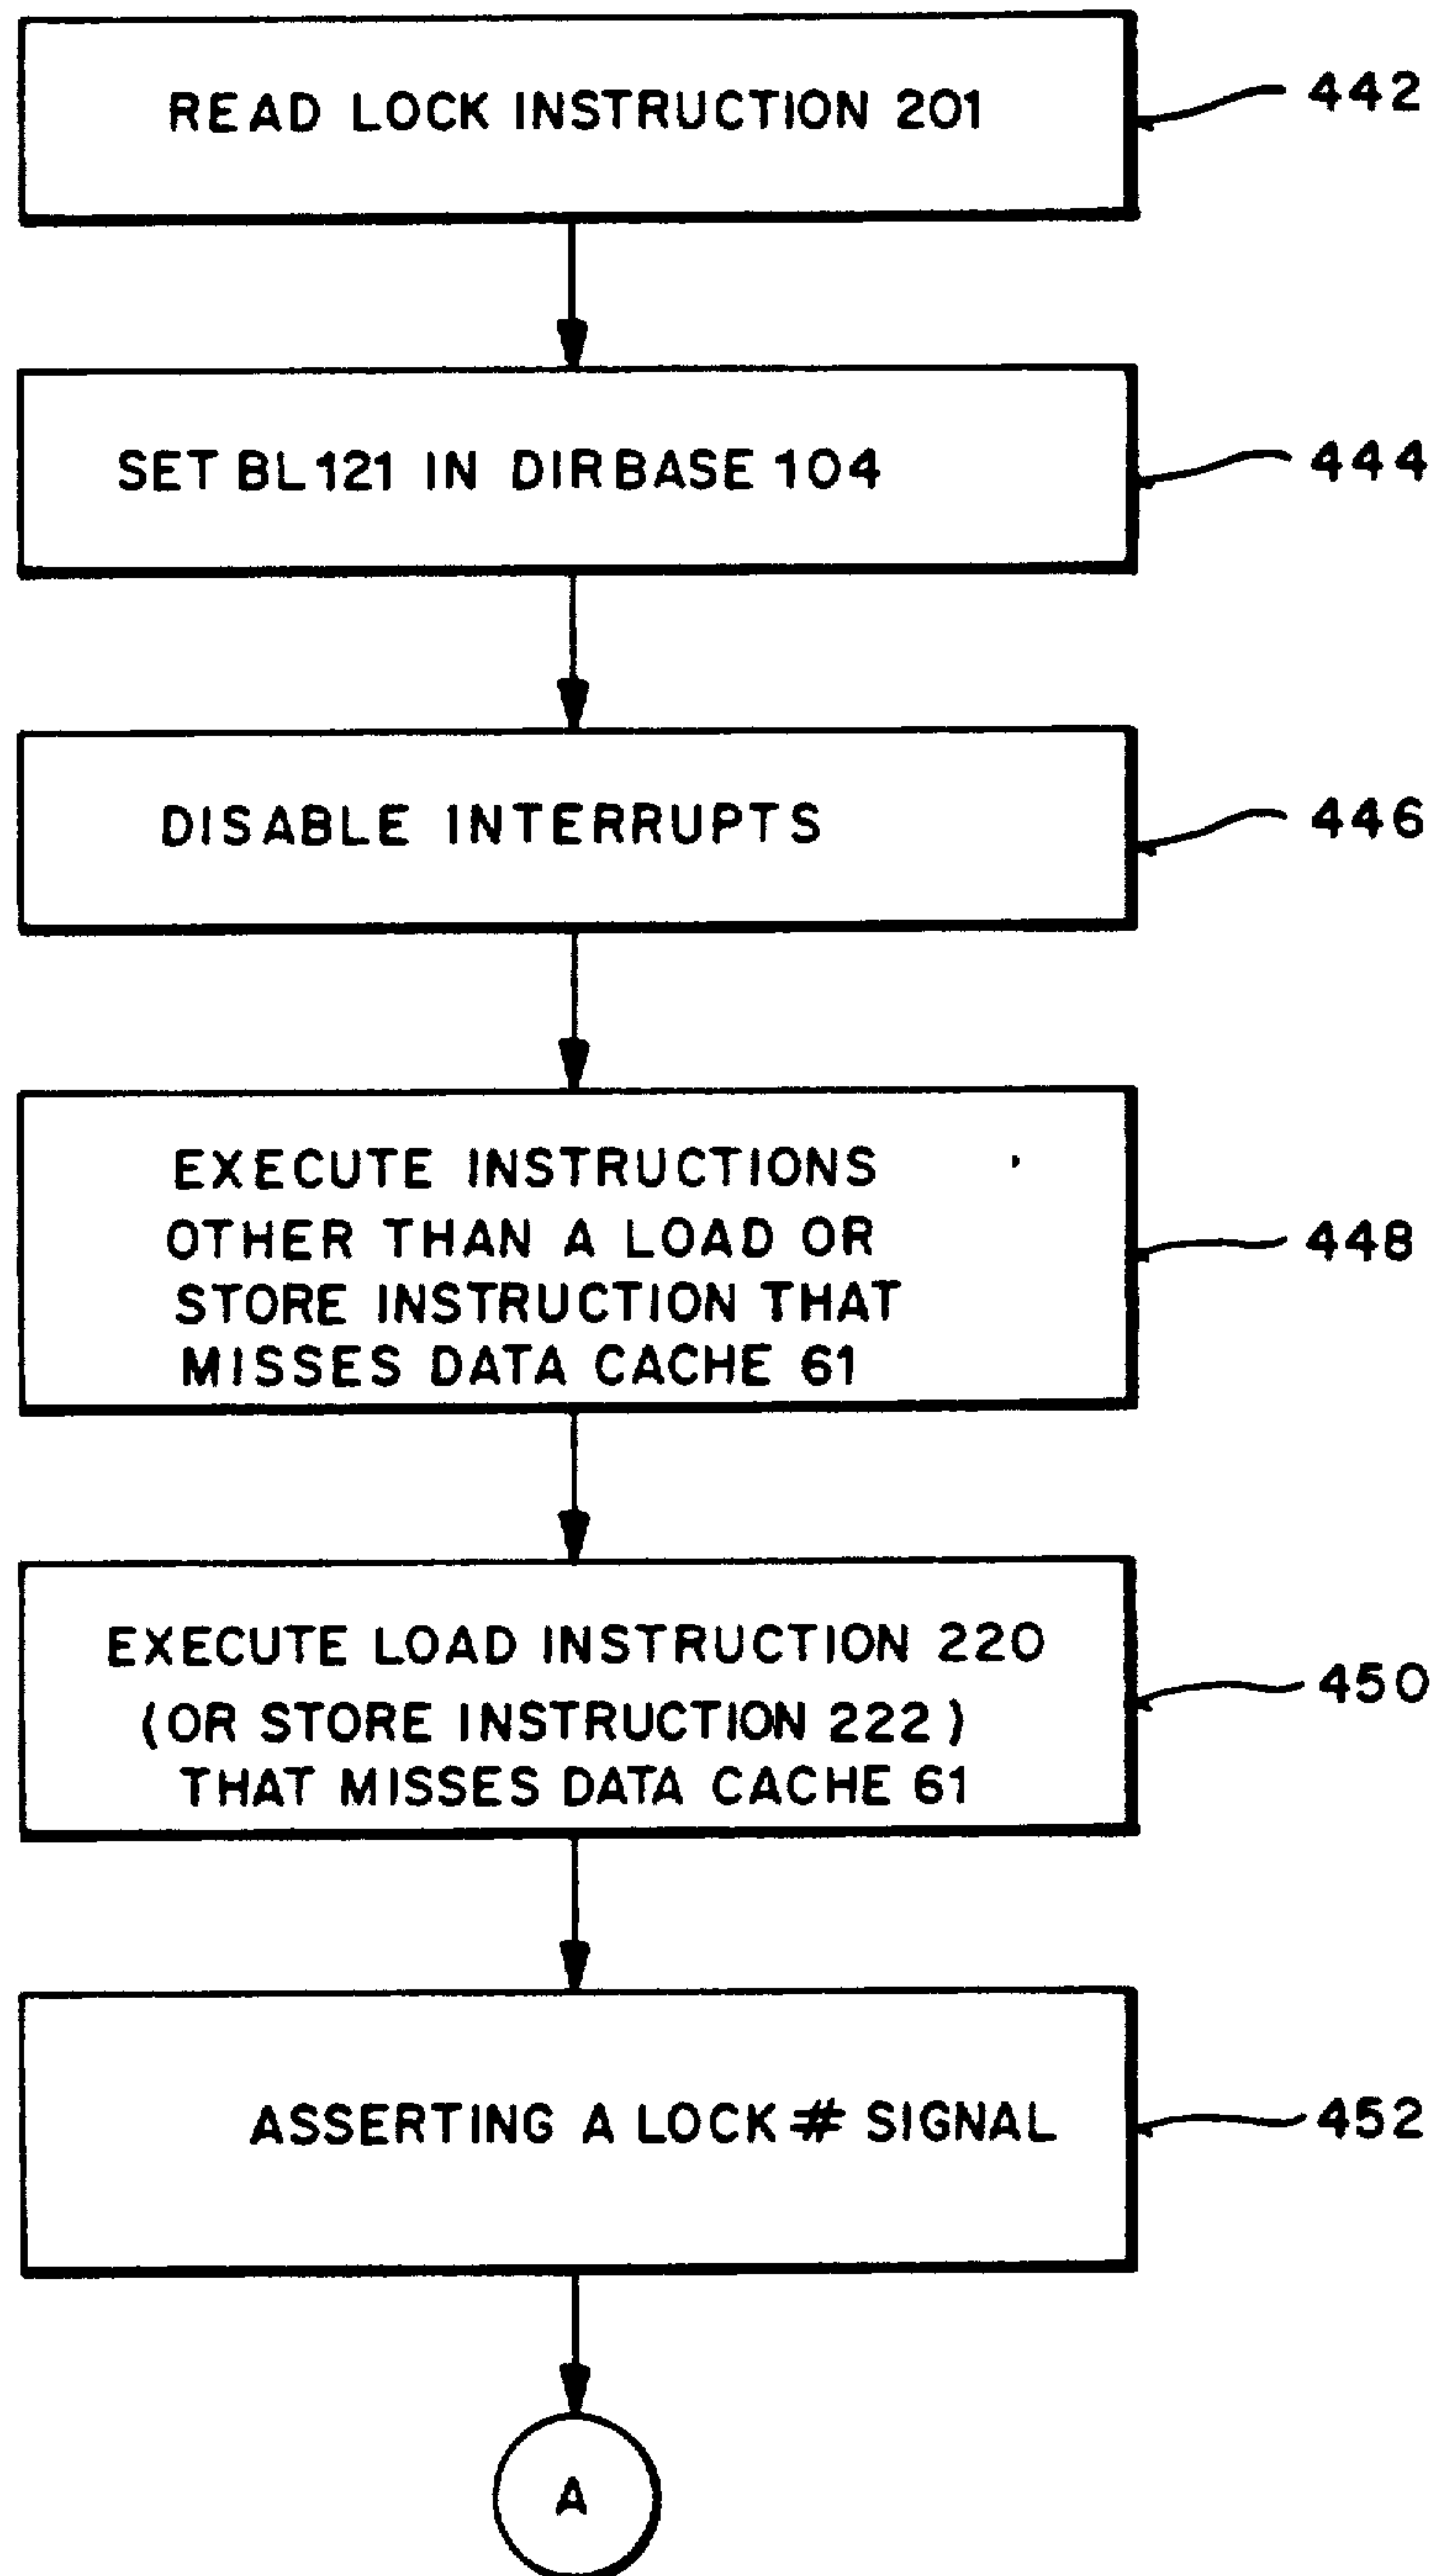 READ LOCK INSTRUCTION 201
442
SET BL 121 IN DIRBASE 104
444
DISABLE INTERRUPTS
446
EXECUTE INSTRUCTIONS
OTHER THAN A LOAD OR
STORE INSTRUCTION THAT
MISSES DATA CACHE 61
448
EXECUTE LOAD INSTRUCTION 220
(OR STORE INSTRUCTION 222)
THAT MISSES DATA CACHE 61
450
ASSERTING A LOCK # SIGNAL
452
A